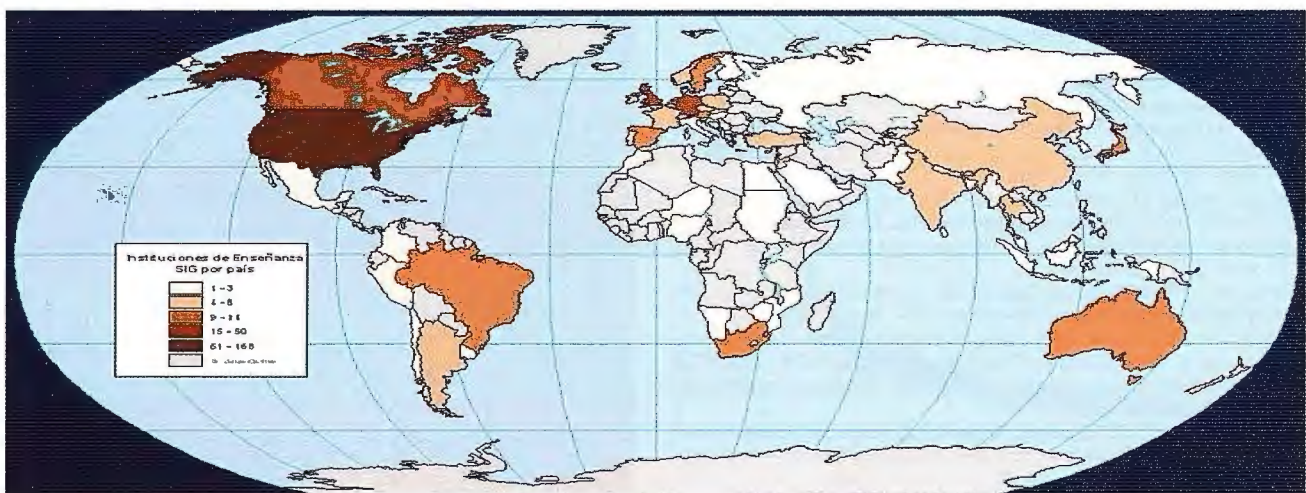 Instituciones de Enseñanza
SIG por país
1 - 3
4 - 8
9 - 14
15 - 50
51 - 168